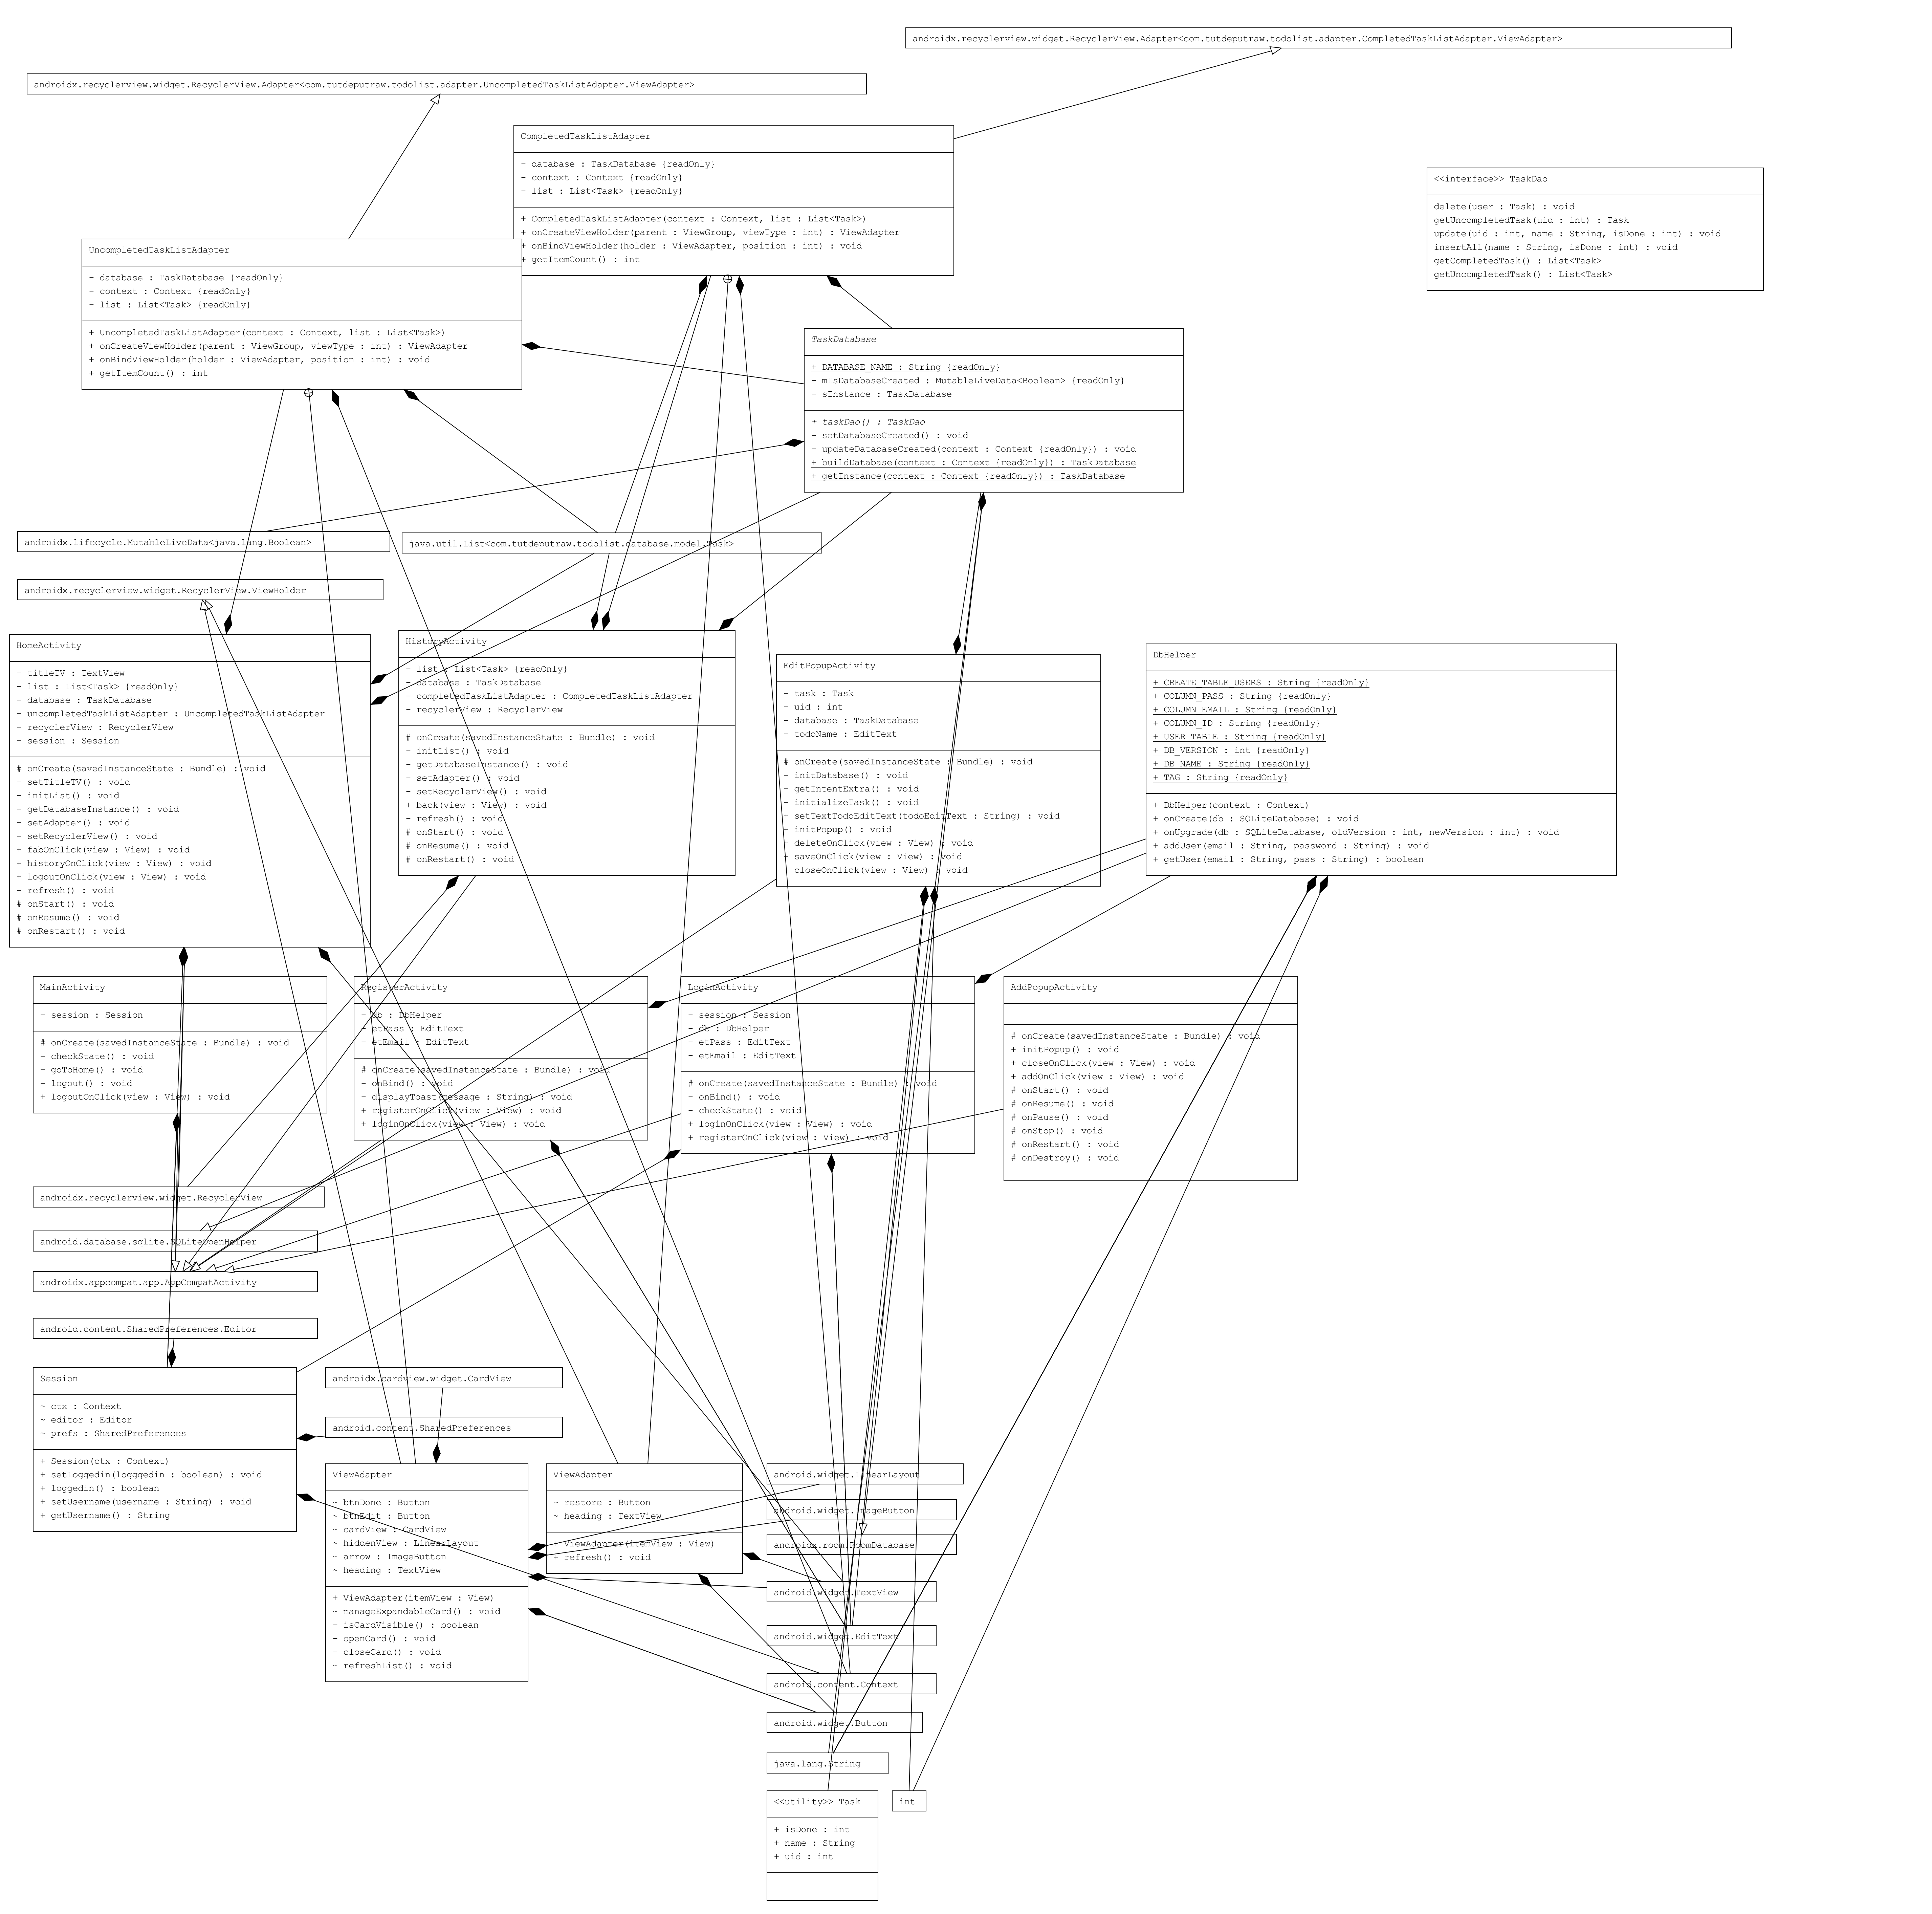 androidx.recyclerview.widget.RecyclerView.Adapter<com.tutdeputraw.todolist.adapter.CompletedTaskListAdapter.ViewAdapter>
androidx.recyclerview.widget.RecyclerView.Adapter<com.tutdeputraw.todolist.adapter.UncompletedTaskListAdapter.ViewAdapter>
CompletedTaskListAdapter
- database : TaskDatabase {readOnly}
- context : Context {readOnly}
- list : List<Task> {readOnly}
+ CompletedTaskListAdapter(context : Context, list : List<Task>)
+ onCreateViewHolder(parent : ViewGroup, viewType : int) : ViewAdapter
+ onBindViewHolder(holder : ViewAdapter, position : int) : void
+ getItemCount() : int
<<interface>> TaskDao
delete(user : Task) : void
getUncompletedTask(uid : int) : Task
update(uid : int, name : String, isDone : int) : void
insertAll(name : String, isDone : int) : void
getCompletedTask() : List<Task>
getUncompletedTask() : List<Task>
UncompletedTaskListAdapter
- database : TaskDatabase {readOnly}
- context : Context {readOnly}
- list : List<Task> {readOnly}
+ UncompletedTaskListAdapter(context : Context, list : List<Task>)
+ onCreateViewHolder(parent : ViewGroup, viewType : int) : ViewAdapter
+ onBindViewHolder(holder : ViewAdapter, position : int) : void
+ getItemCount() : int
TaskDatabase
+ DATABASE_NAME : String {readOnly}
- mIsDatabaseCreated : MutableLiveData<Boolean> {readOnly}
- sInstance : TaskDatabase
+ taskDao() : TaskDao
- setDatabaseCreated() : void
- updateDatabaseCreated(context : Context {readOnly}) : void
+ buildDatabase(context : Context {readOnly}) : TaskDatabase
+ getInstance(context : Context {readOnly}) : TaskDatabase
androidx.lifecycle.MutableLiveData<java.lang.Boolean>
java.util.List<com.tutdeputraw.todolist.database.model.Task>
androidx.recyclerview.widget.RecyclerView.ViewHolder
HomeActivity
- titleTV : TextView
- list : List<Task> {readOnly}
- database : TaskDatabase
- uncompletedTaskListAdapter : UncompletedTaskListAdapter
- recyclerView : RecyclerView
- session : Session
# onCreate(savedInstanceState : Bundle) : void
- setTitleTV() : void
- initList() : void
- getDatabaseInstance() : void
- setAdapter() : void
- setRecyclerView() : void
+ fabOnClick(view : View) : void
+ historyOnClick(view : View) : void
+ logoutOnClick(view : View) : void
- refresh() : void
# onStart() : void
# onResume() : void
# onRestart() : void
HistoryActivity
- list : List<Task> {readOnly}
- database : TaskDatabase
- completedTaskListAdapter : CompletedTaskListAdapter
- recyclerView : RecyclerView
# onCreate(savedInstanceState : Bundle) : void
- initList() : void
- getDatabaseInstance() : void
- setAdapter() : void
- setRecyclerView() : void
+ back(view : View) : void
- refresh() : void
# onStart() : void
# onResume() : void
# onRestart() : void
EditPopupActivity
- task : Task
- uid : int
- database : TaskDatabase
- todoName : EditText
# onCreate(savedInstanceState : Bundle) : void
- initDatabase() : void
- getIntentExtra() : void
- initializeTask() : void
+ setTextTodoEditText(todoEditText : String) : void
+ initPopup() : void
+ deleteOnClick(view : View) : void
+ saveOnClick(view : View) : void
+ closeOnClick(view : View) : void
DbHelper
+ CREATE_TABLE_USERS : String {readOnly}
+ COLUMN_PASS : String {readOnly}
+ COLUMN_EMAIL : String {readOnly}
+ COLUMN_ID : String {readOnly}
+ USER_TABLE : String {readOnly}
+ DB_VERSION : int {readOnly}
+ DB_NAME : String {readOnly}
+ TAG : String {readOnly}
+ DbHelper(context : Context)
+ onCreate(db : SQLiteDatabase) : void
+ onUpgrade(db : SQLiteDatabase, oldVersion : int, newVersion : int) : void
+ addUser(email : String, password : String) : void
+ getUser(email : String, pass : String) : boolean
MainActivity
- session : Session
# onCreate(savedInstanceState : Bundle) : void
- checkState() : void
- goToHome() : void
- logout() : void
+ logoutOnClick(view : View) : void
RegisterActivity
- db : DbHelper
- etPass : EditText
- etEmail : EditText
# onCreate(savedInstanceState : Bundle) : void
- onBind() : void
- displayToast(message : String) : void
+ registerOnClick(view : View) : void
+ loginOnClick(view : View) : void
LoginActivity
- session : Session
- db : DbHelper
- etPass : EditText
- etEmail : EditText
# onCreate(savedInstanceState : Bundle) : void
- onBind() : void
- checkState() : void
+ loginOnClick(view : View) : void
+ registerOnClick(view : View) : void
AddPopupActivity
# onCreate(savedInstanceState : Bundle) : void
+ initPopup() : void
+ closeOnClick(view : View) : void
+ addOnClick(view : View) : void
# onStart() : void
# onResume() : void
# onPause() : void
# onStop() : void
# onRestart() : void
# onDestroy() : void
androidx.recyclerview.widget.RecyclerView
android.database.sqlite.SQLiteOpenHelper
androidx.appcompat.app.AppCompatActivity
android.content.SharedPreferences.Editor
Session
~ ctx : Context
~ editor : Editor
~ prefs : SharedPreferences
+ Session(ctx : Context)
+ setLoggedin(logggedin : boolean) : void
+ loggedin() : boolean
+ setUsername(username : String) : void
+ getUsername() : String
androidx.cardview.widget.CardView
android.content.SharedPreferences
ViewAdapter
~ btnDone : Button
~ btnEdit : Button
~ cardView : CardView
~ hiddenView : LinearLayout
~ arrow : ImageButton
~ heading : TextView
+ ViewAdapter(itemView : View)
~ manageExpandableCard() : void
- isCardVisible() : boolean
- openCard() : void
- closeCard() : void
~ refreshList() : void
ViewAdapter
~ restore : Button
~ heading : TextView
+ ViewAdapter(itemView : View)
+ refresh() : void
android.widget.LinearLayout
android.widget.ImageButton
androidx.room.RoomDatabase
android.widget.TextView
android.widget.EditText
android.content.Context
android.widget.Button
java.lang.String
<<utility>> Task
+ isDone : int
+ name : String
+ uid : int
int